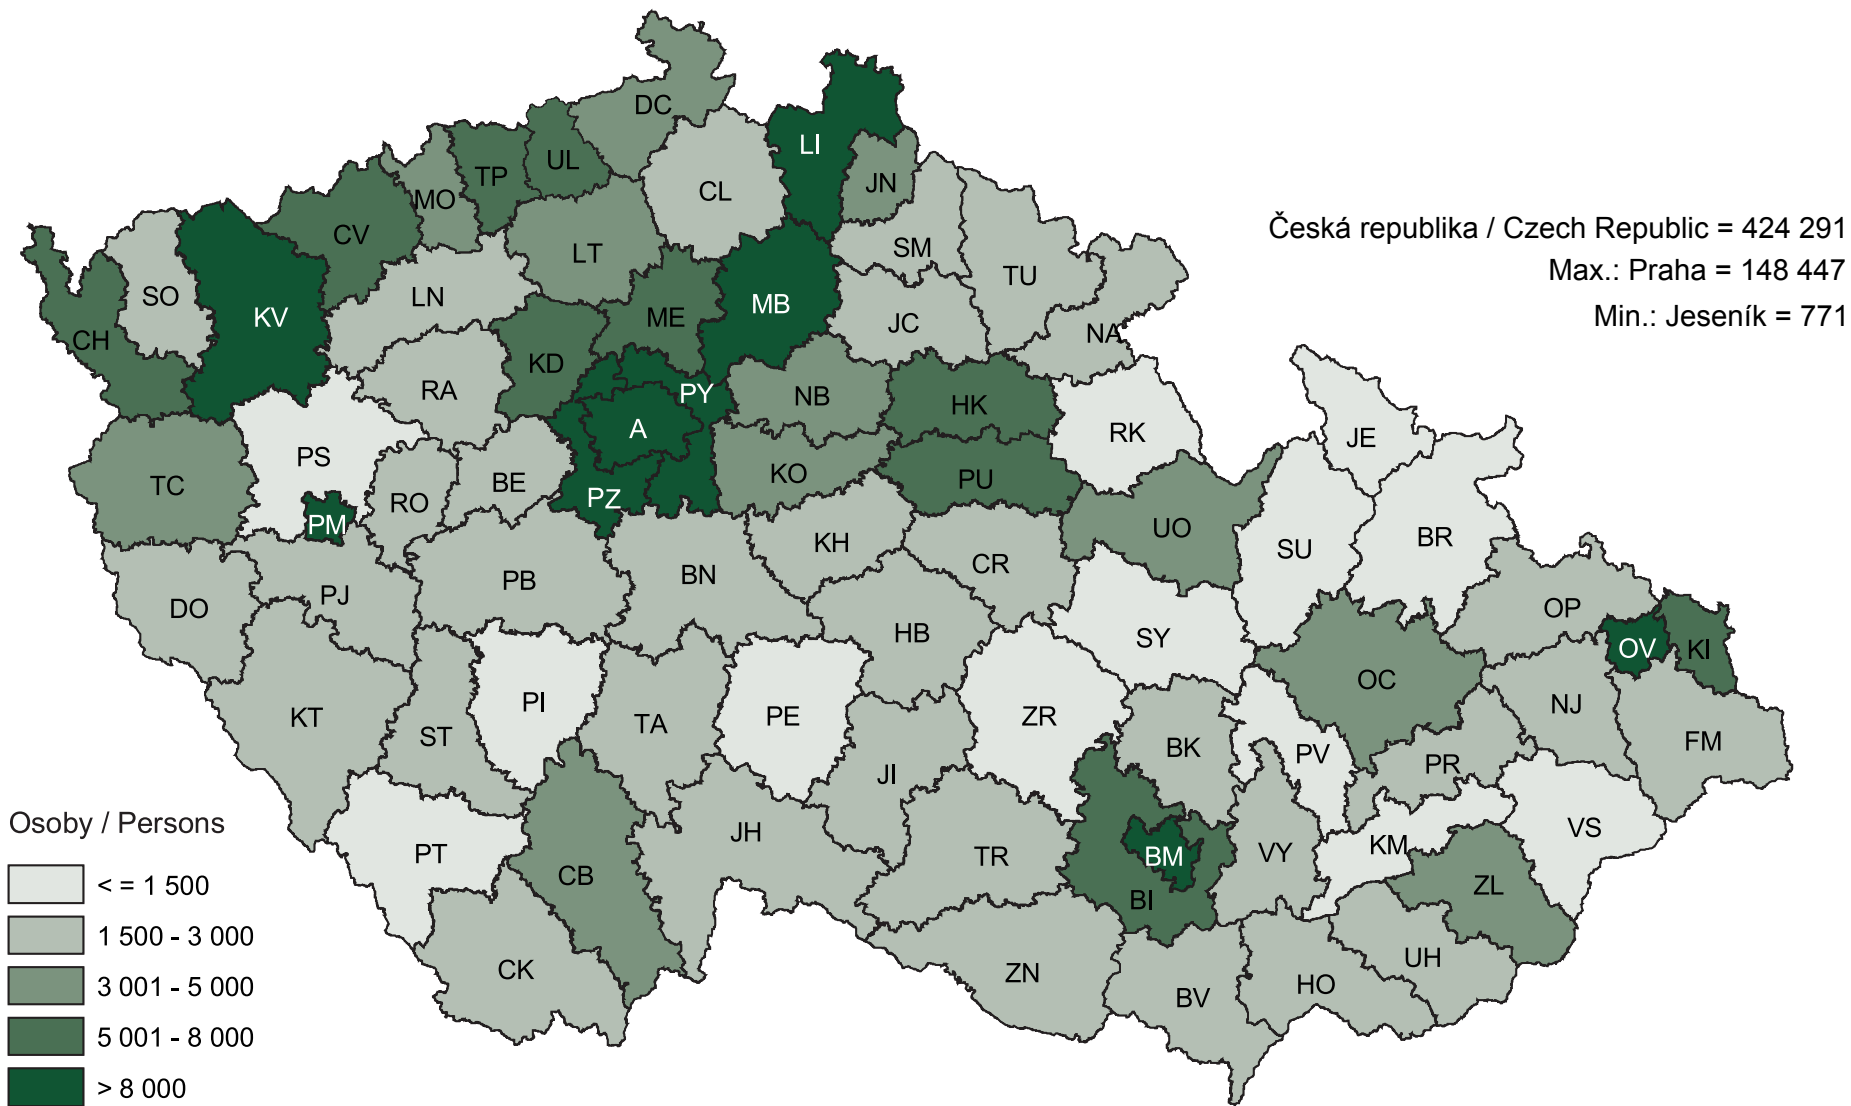 DC
LI
UL
TP
JN
CL
MO
CV
SM
LT
TU
SO
LN
MB
KV
ME
JC
NA
CH
KD
RA
PY
NB
HK
A
RK
JE
PS
KO
PU
TC
BE
RO
PZ
PM
UO
BR
KH
SU
CR
PB
BN
PJ
DO
OP
HB
SY
OV
KI
OC
PI
KT
TA
PE
ZR
NJ
ST
BK
FM
PV
PR
JI
VS
JH
KM
PT
TR
BM
VY
CB
ZL
BI
UH
CK
ZN
HO
BV
Česká republika / Czech Republic = 424 291
Max.: Praha = 148 447
Min.: Jeseník = 771
Osoby / Persons
< = 1 500
1 500 - 3 000
3 001 - 5 000
5 001 - 8 000
> 8 000